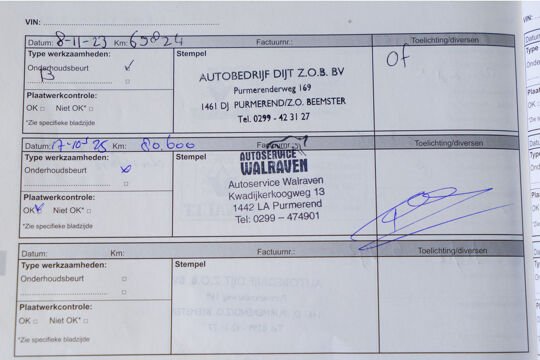 VIN:
Datum: 8-11-23 Km: 65824 Factuurnr.: Toelichting/diversen
Type werkzaamheden: Stempel
Onderhoudsbeurt
AUTOBEDRIJF DIJT Z.O.B. BV
Purmerenderweg 169
1461 DJ PURMEREND/Z.O. BEEMSTER
Tel. 0299 - 42 31 27
Plaatwerkcontrole:
OK Niet OK*
*Zie specifieke bladzijde
Datum: 17-10-25 Km: 80600 Factuurnr.: Toelichting/diversen
Type werkzaamheden: Stempel
Onderhoudsbeurt
AUTOSERVICE
WALRAVEN
Autoservice Walraven
Kwadijkerkoogweg 13
1442 LA Purmerend
Tel: 0299 - 474901
Plaatwerkcontrole:
OK Niet OK*
*Zie specifieke bladzijde
Datum: Km: Factuurnr.: Toelichting/diversen
Type werkzaamheden: Stempel
Onderhoudsbeurt
Plaatwerkcontrole:
OK Niet OK*
*Zie specifieke bladzijde